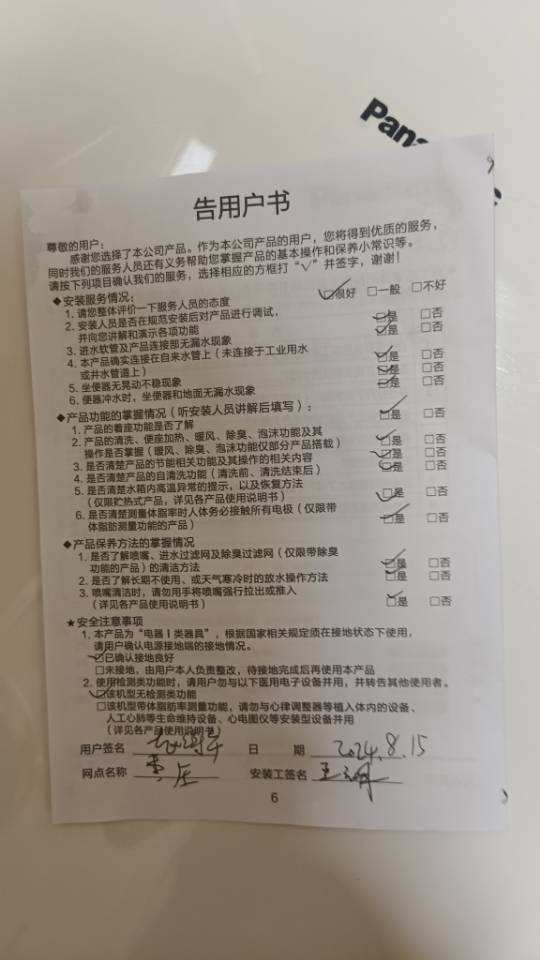 Pana
告用户书
尊敬的用户：
感谢您选择了本公司产品。作为本公司产品的用户，您将得到优质的服务，
同时我们的服务人员还有义务帮助您掌握产品的基本操作和保养小常识等。
请按下列项目确认我们的服务，选择相应的方框打“√”并签字，谢谢！
◆安装服务情况：
1. 请您整体评价一下服务人员的态度 ☑很好 □一般 □不好
2. 安装人员是否在规范安装后对产品进行调试，
并向您讲解和演示各项功能 ☑是 □否
3. 进水软管及产品连接部无漏水现象 ☑是 □否
4. 本产品确实连接在自来水管上（未连接于工业用水
或井水管道上） ☑是 □否
5. 坐便器无晃动不稳现象 ☑是 □否
6. 便器冲水时，坐便器和地面无漏水现象 ☑是 □否
◆产品功能的掌握情况（听安装人员讲解后填写）：
1. 产品的着座功能是否了解 ☑是 □否
2. 产品的清洗、便座加热、暖风、除臭、泡沫功能及其
操作是否掌握（暖风、除臭、泡沫功能仅部分产品搭载） ☑是 □否
3. 是否清楚产品的节能相关功能及其操作的相关内容 ☑是 □否
4. 是否清楚产品的自清洗功能（清洗前、清洗结束后） ☑是 □否
5. 是否清楚水箱内高温异常的提示，以及恢复方法
（仅限贮热式产品，详见各产品使用说明书） ☑是 □否
6. 是否清楚测量体脂率时人体务必接触所有电极（仅限带
体脂肪测量功能的产品） ☑是 □否
◆产品保养方法的掌握情况
1. 是否了解喷嘴、进水过滤网及除臭过滤网（仅限带除臭
功能的产品）的清洁方法 ☑是 □否
2. 是否了解长期不使用、或天气寒冷时的放水操作方法 ☑是 □否
3. 喷嘴清洁时，请勿用手将喷嘴强行拉出或推入
（详见各产品使用说明书） ☑是 □否
★安全注意事项
1. 本产品为“电器Ⅰ类器具”，根据国家相关规定须在接地状态下使用，
请用户确认电源接地端的接地情况。
☑已确认接地良好
□未接地，由用户本人负责整改，待接地完成后再使用本产品
2. 使用检测类功能时，请用户勿与以下医用电子设备并用，并转告其他使用者。
☑该机型无检测类功能
□该机型带体脂肪率测量功能，请勿与心律调整器等植入体内的设备、
人工心肺等生命维持设备、心电图仪等安装型设备并用
（详见各产品使用说明书）
用户签名 日 期 2024.8.15
网点名称 安装工签名
6